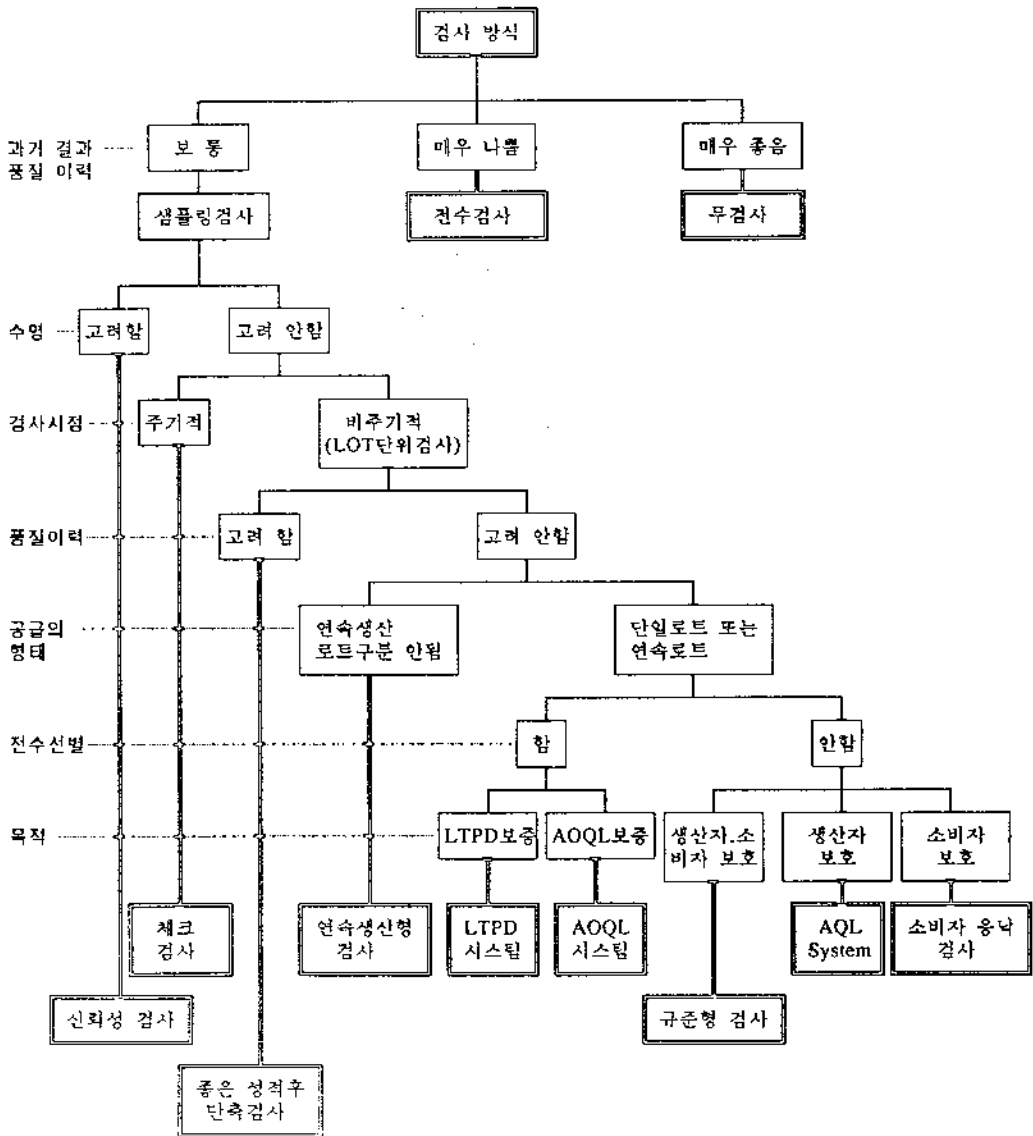 검사 방식
과거 결과
품질 이력
보 통
매우 나쁨
매우 좋음
샘플링검사
전수검사
무검사
수명
고려함
고려 안함
검사시점
주기적
비주기적
(LOT단위검사)
품질이력
고려 함
고려 안함
공급의
형태
연속생산
로트구분 안됨
단일로트 또는
연속로트
전수선별
함
안함
목적
LTPD보증
AOQL보증
생산자.소
비자 보호
생산자
보호
소비자
보호
체크
검사
연속생산형
검사
LTPD
시스팀
AOQL
시스팀
AQL
System
소비자 응낙
검사
신뢰성 검사
규준형 검사
좋은 성적후
단축검사